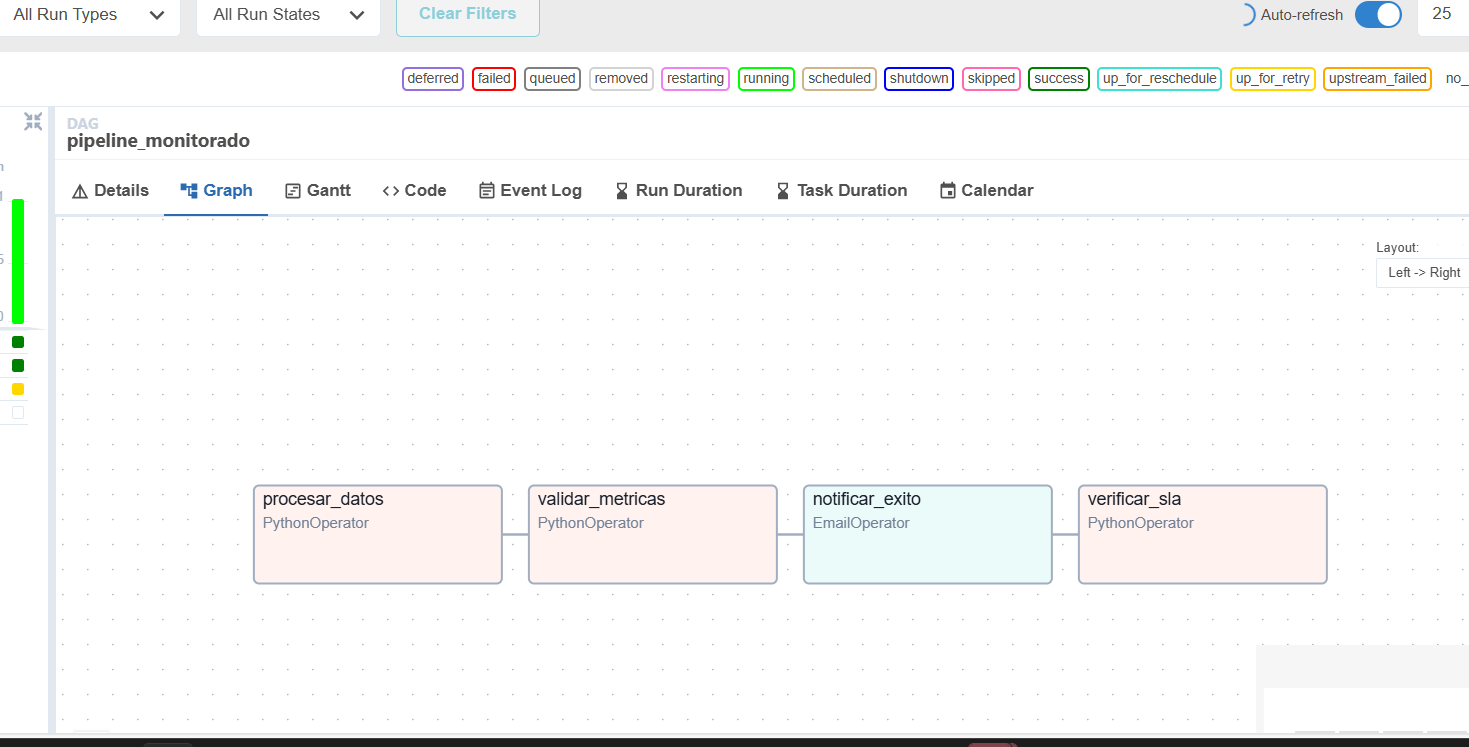 All Run Types
All Run States
Clear Filters
Auto-refresh
25
deferred failed queued removed restarting running scheduled shutdown skipped success up_for_reschedule up_for_retry upstream_failed no_
DAG
pipeline_monitorado
Details Graph Gantt Code Event Log Run Duration Task Duration Calendar
Layout:
Left -> Right
procesar_datos
PythonOperator
validar_metricas
PythonOperator
notificar_exito
EmailOperator
verificar_sla
PythonOperator